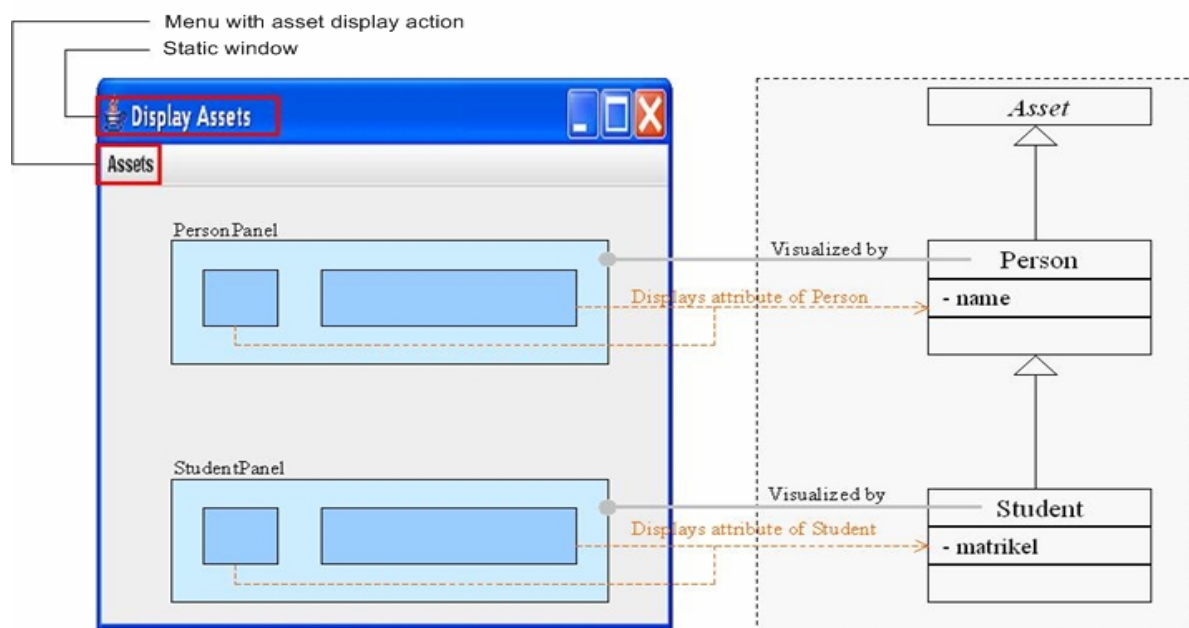 Menu with asset display action
Static window
Display Assets
Assets
Asset
PersonPanel
Visualized by
Person
Displays attribute of Person
- name
StudentPanel
Visualized by
Student
Displays attribute of Student
- matrikel